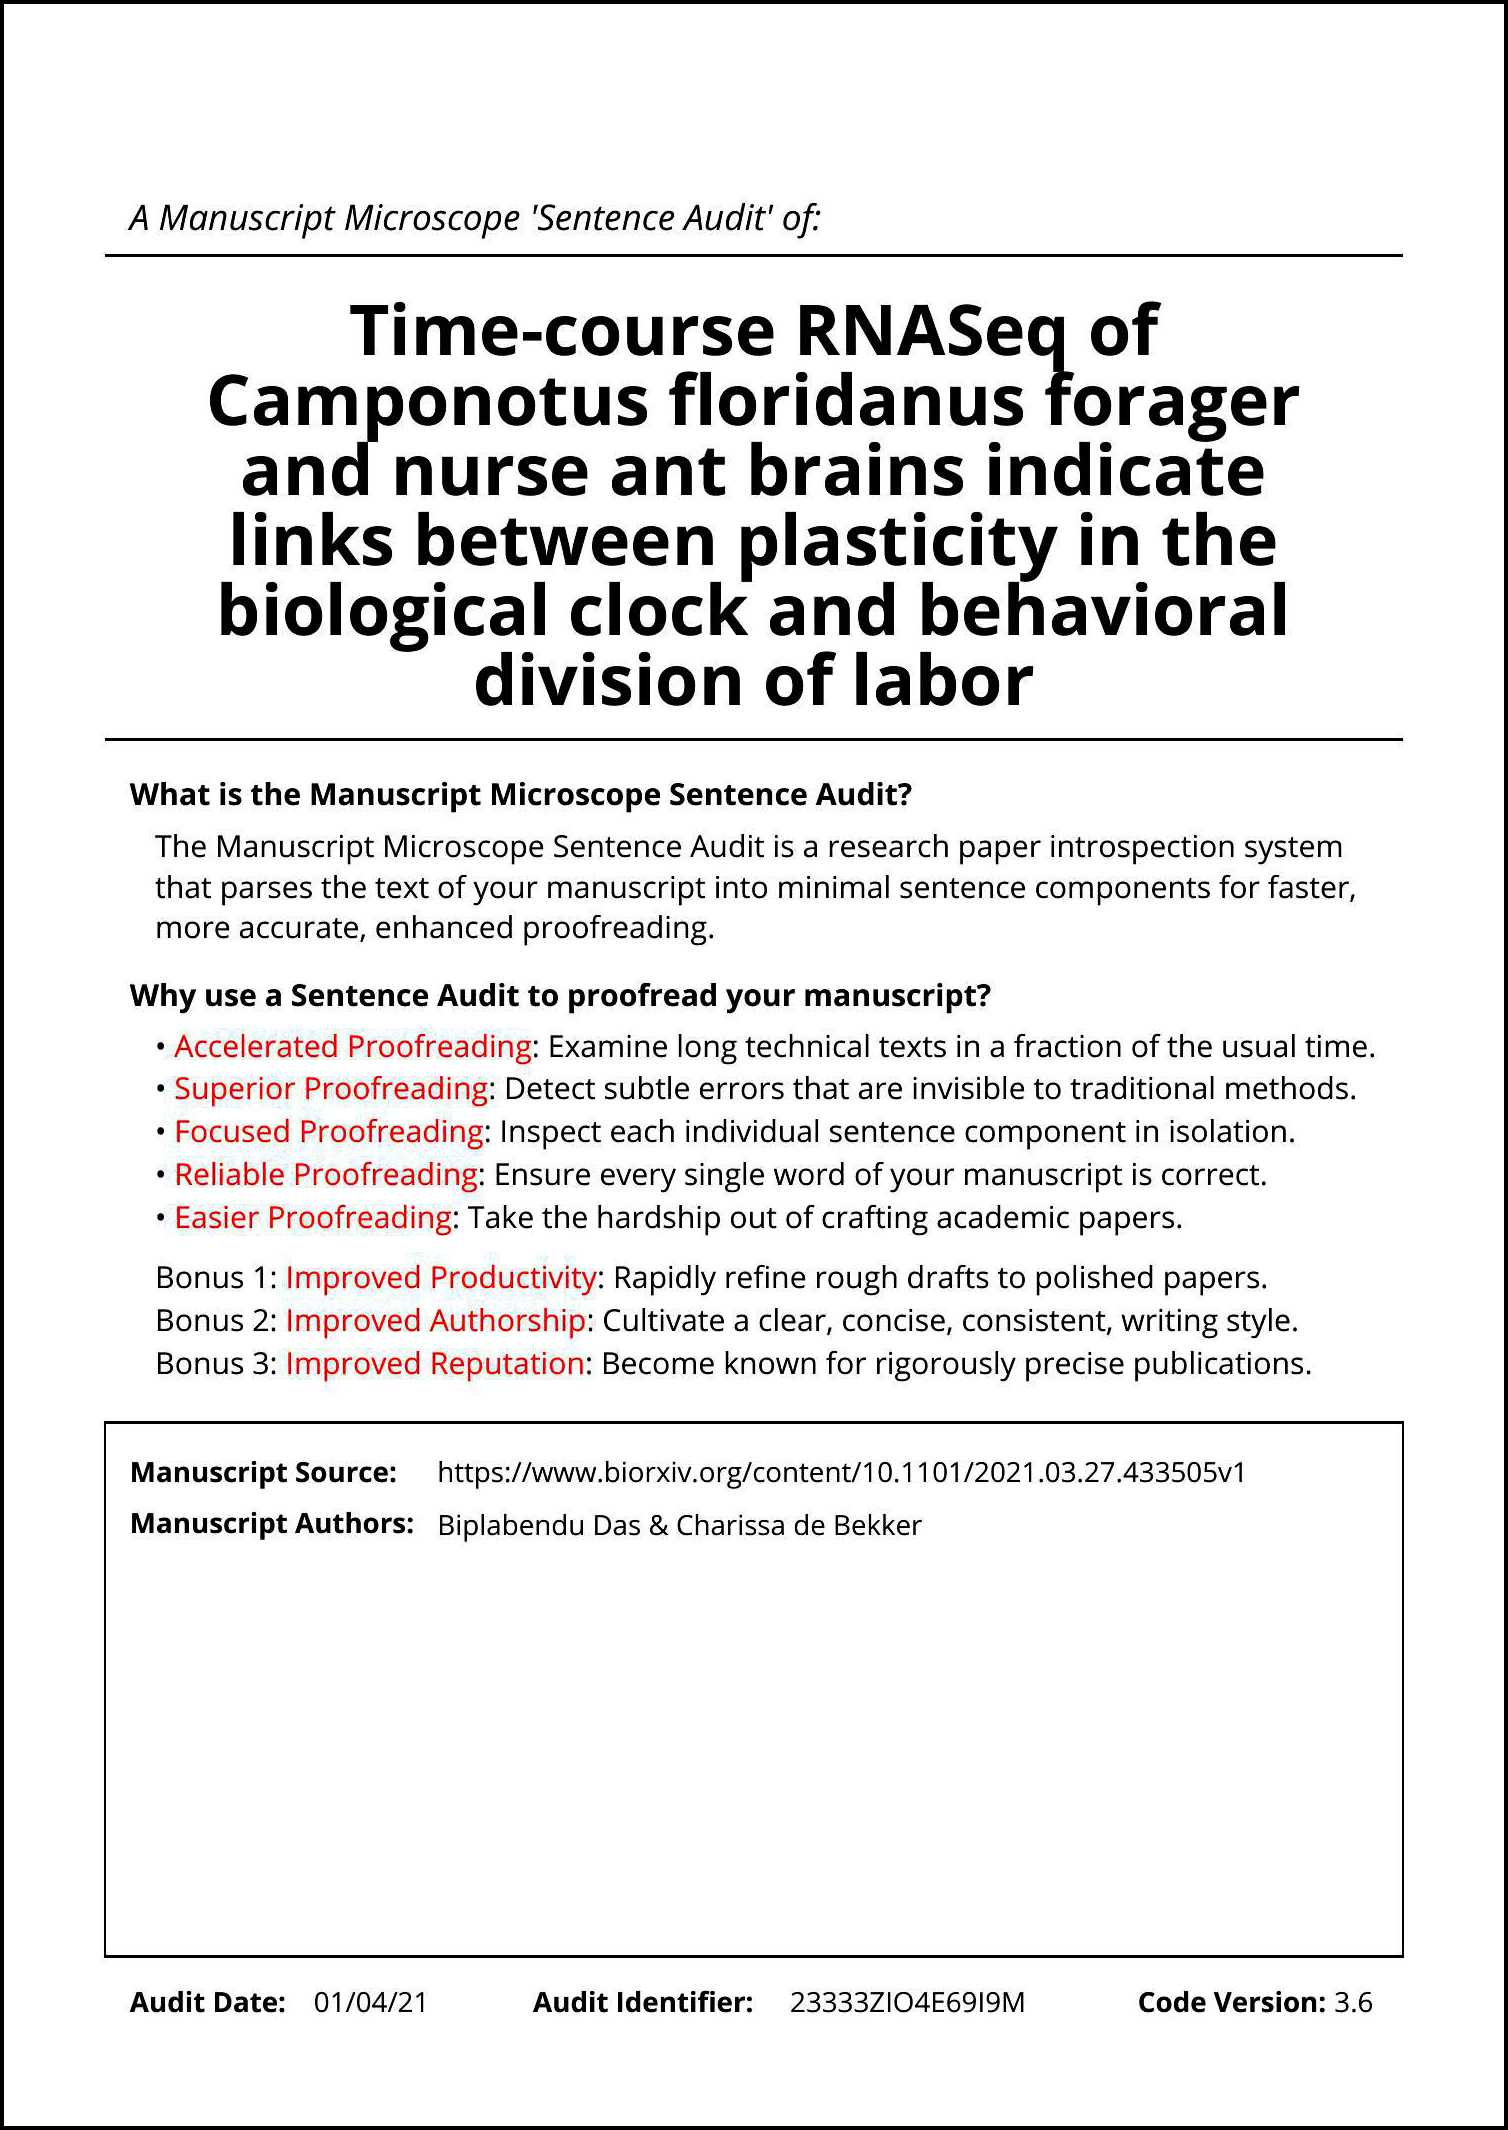 A Manuscript Microscope 'Sentence Audit' of:
Time-course RNASeq of
Camponotus floridanus forager
and nurse ant brains indicate
links between plasticity in the
biological clock and behavioral
division of labor
What is the Manuscript Microscope Sentence Audit?
The Manuscript Microscope Sentence Audit is a research paper introspection system
that parses the text of your manuscript into minimal sentence components for faster,
more accurate, enhanced proofreading.
Why use a Sentence Audit to proofread your manuscript?
• Accelerated Proofreading: Examine long technical texts in a fraction of the usual time.
• Superior Proofreading: Detect subtle errors that are invisible to traditional methods.
• Focused Proofreading: Inspect each individual sentence component in isolation.
• Reliable Proofreading: Ensure every single word of your manuscript is correct.
• Easier Proofreading: Take the hardship out of crafting academic papers.
Bonus 1: Improved Productivity: Rapidly refine rough drafts to polished papers.
Bonus 2: Improved Authorship: Cultivate a clear, concise, consistent, writing style.
Bonus 3: Improved Reputation: Become known for rigorously precise publications.
Manuscript Source: https://www.biorxiv.org/content/10.1101/2021.03.27.433505v1
Manuscript Authors: Biplabendu Das & Charissa de Bekker
Audit Date: 01/04/21 Audit Identifier: 23333ZIO4E69I9M Code Version: 3.6